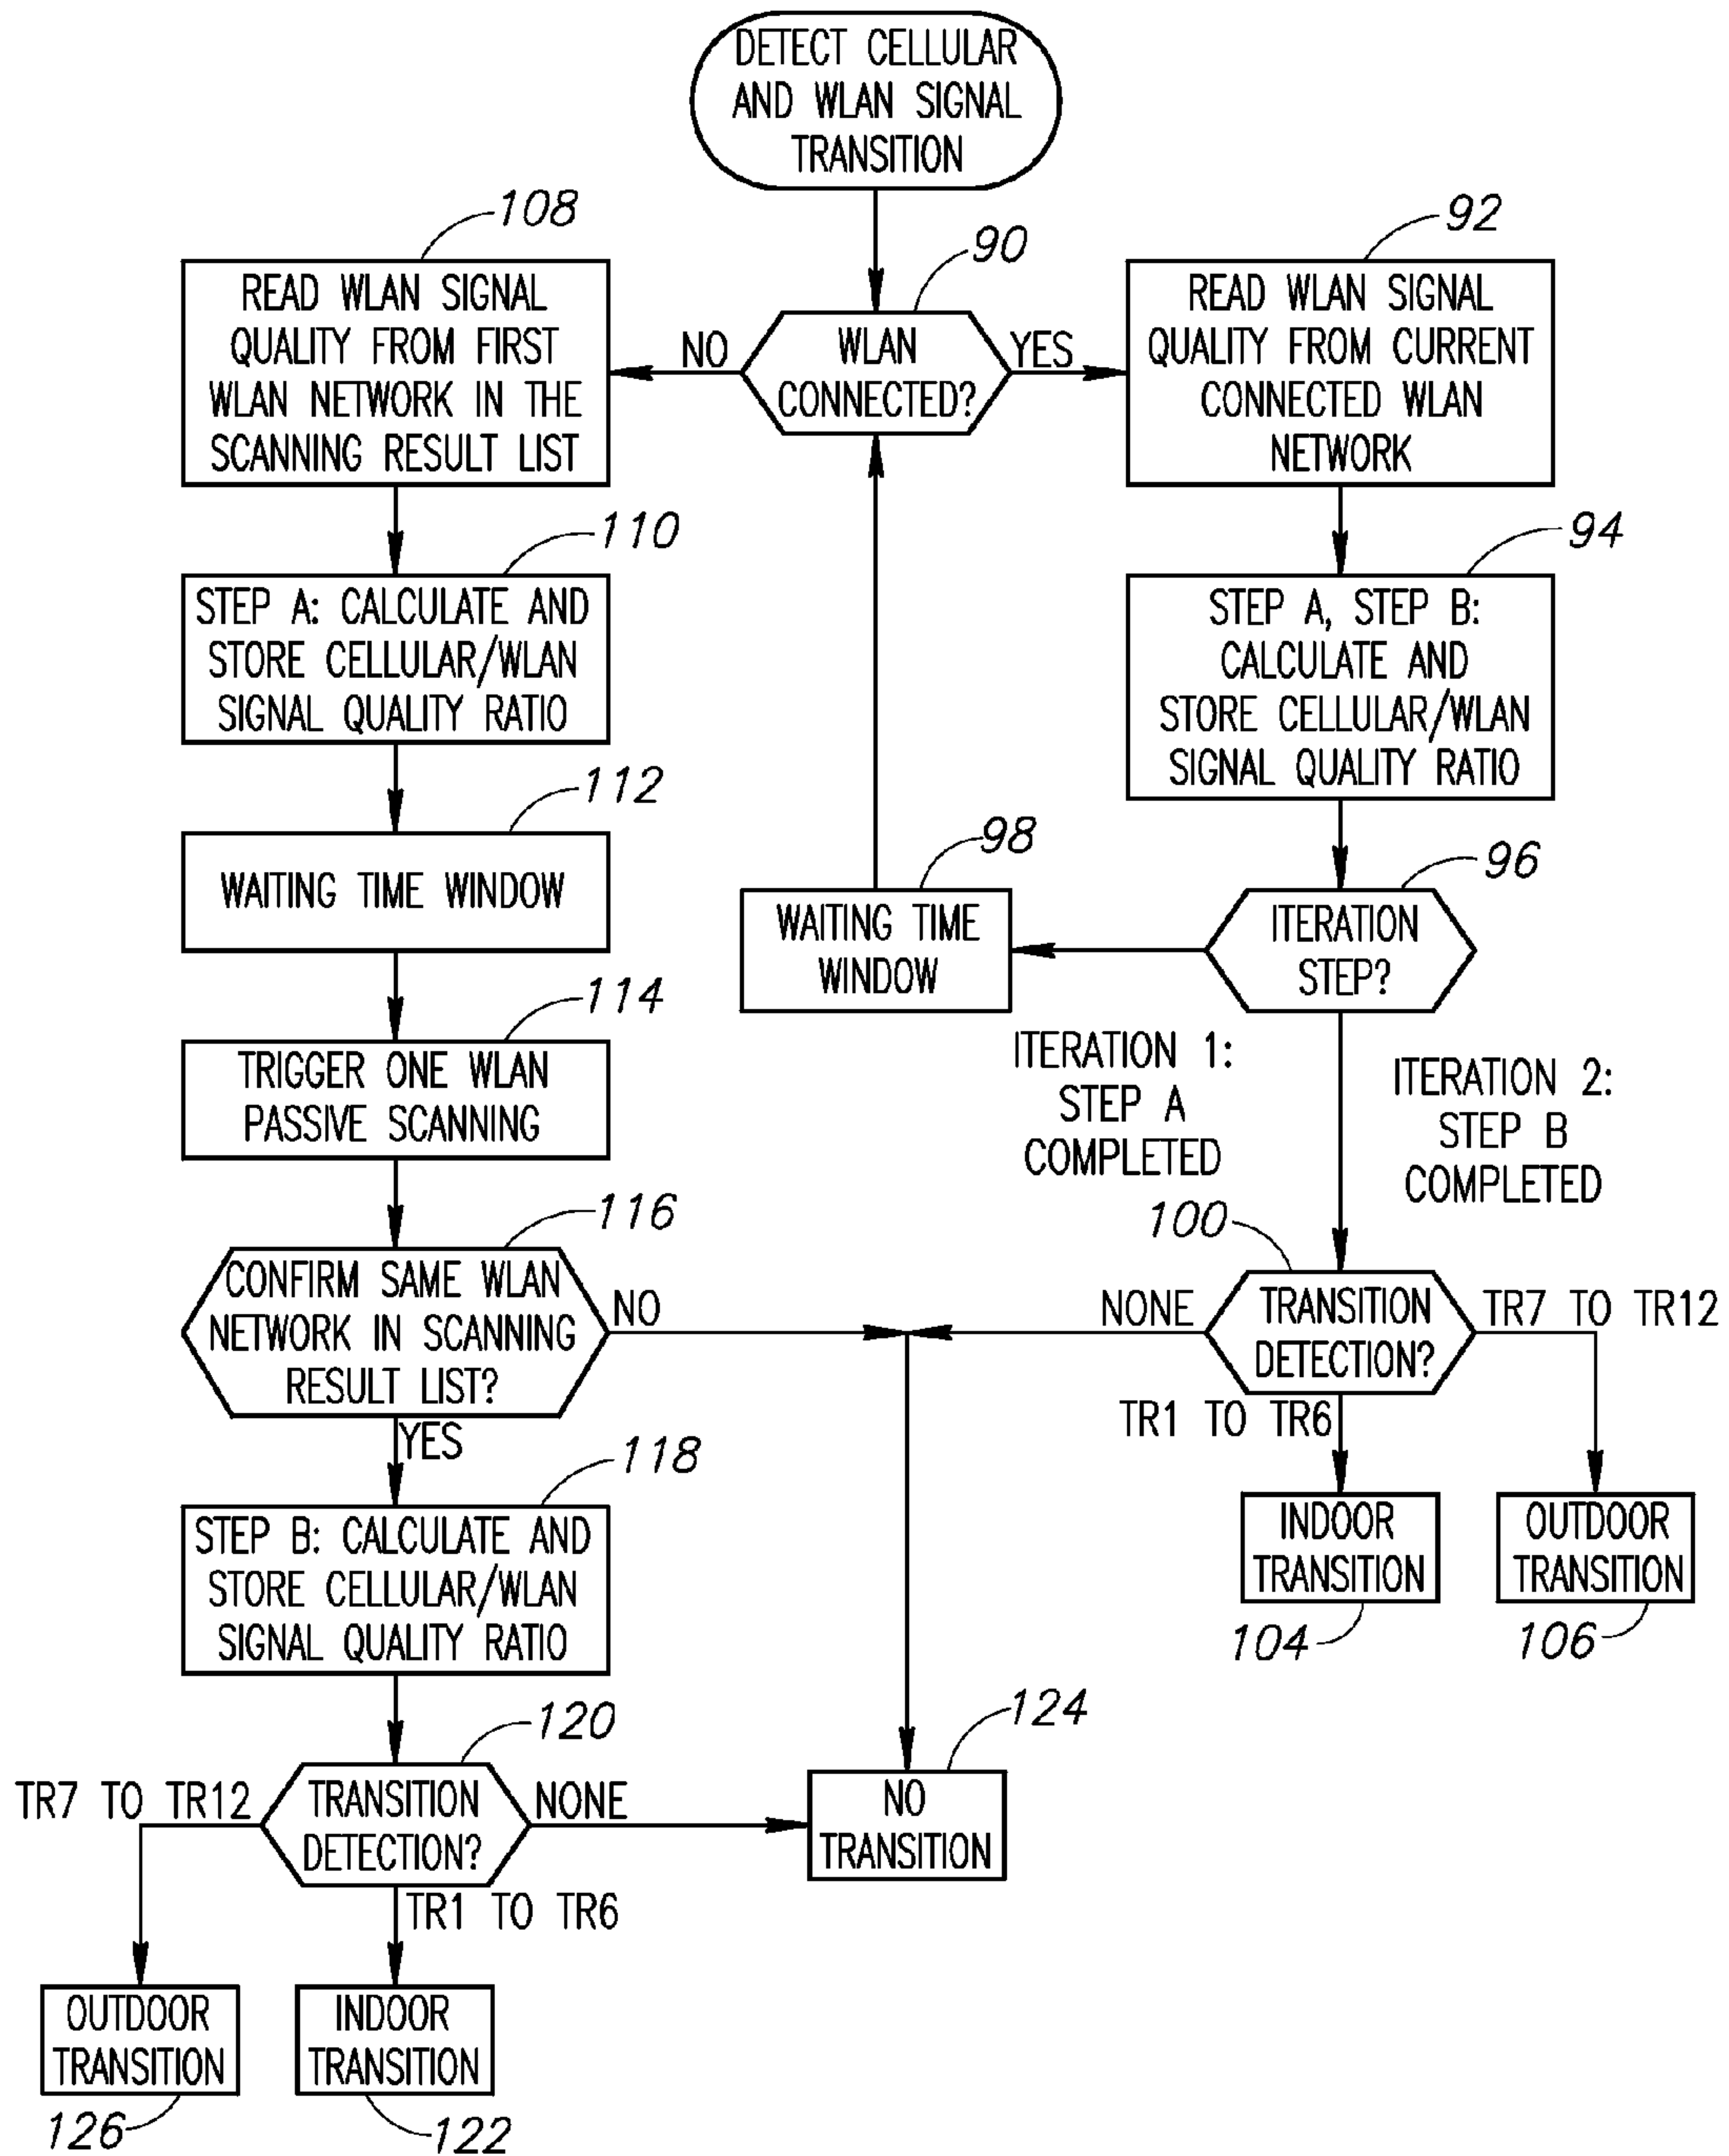 DETECT CELLULAR
AND WLAN SIGNAL
TRANSITION
108
90
92
READ WLAN SIGNAL
QUALITY FROM FIRST
WLAN NETWORK IN THE
SCANNING RESULT LIST
NO
WLAN
CONNECTED?
YES
READ WLAN SIGNAL
QUALITY FROM CURRENT
CONNECTED WLAN
NETWORK
110
94
STEP A: CALCULATE AND
STORE CELLULAR/WLAN
SIGNAL QUALITY RATIO
STEP A, STEP B:
CALCULATE AND
STORE CELLULAR/WLAN
SIGNAL QUALITY RATIO
112
98
96
WAITING TIME WINDOW
WAITING TIME
WINDOW
ITERATION
STEP?
114
TRIGGER ONE WLAN
PASSIVE SCANNING
ITERATION 1:
STEP A
COMPLETED
ITERATION 2:
STEP B
COMPLETED
116
100
CONFIRM SAME WLAN
NETWORK IN SCANNING
RESULT LIST?
NO
NONE
TRANSITION
DETECTION?
TR7 TO TR12
YES
TR1 TO TR6
118
STEP B: CALCULATE AND
STORE CELLULAR/WLAN
SIGNAL QUALITY RATIO
INDOOR
TRANSITION
OUTDOOR
TRANSITION
104
106
120
124
TR7 TO TR12
TRANSITION
DETECTION?
NONE
NO
TRANSITION
TR1 TO TR6
OUTDOOR
TRANSITION
INDOOR
TRANSITION
126
122